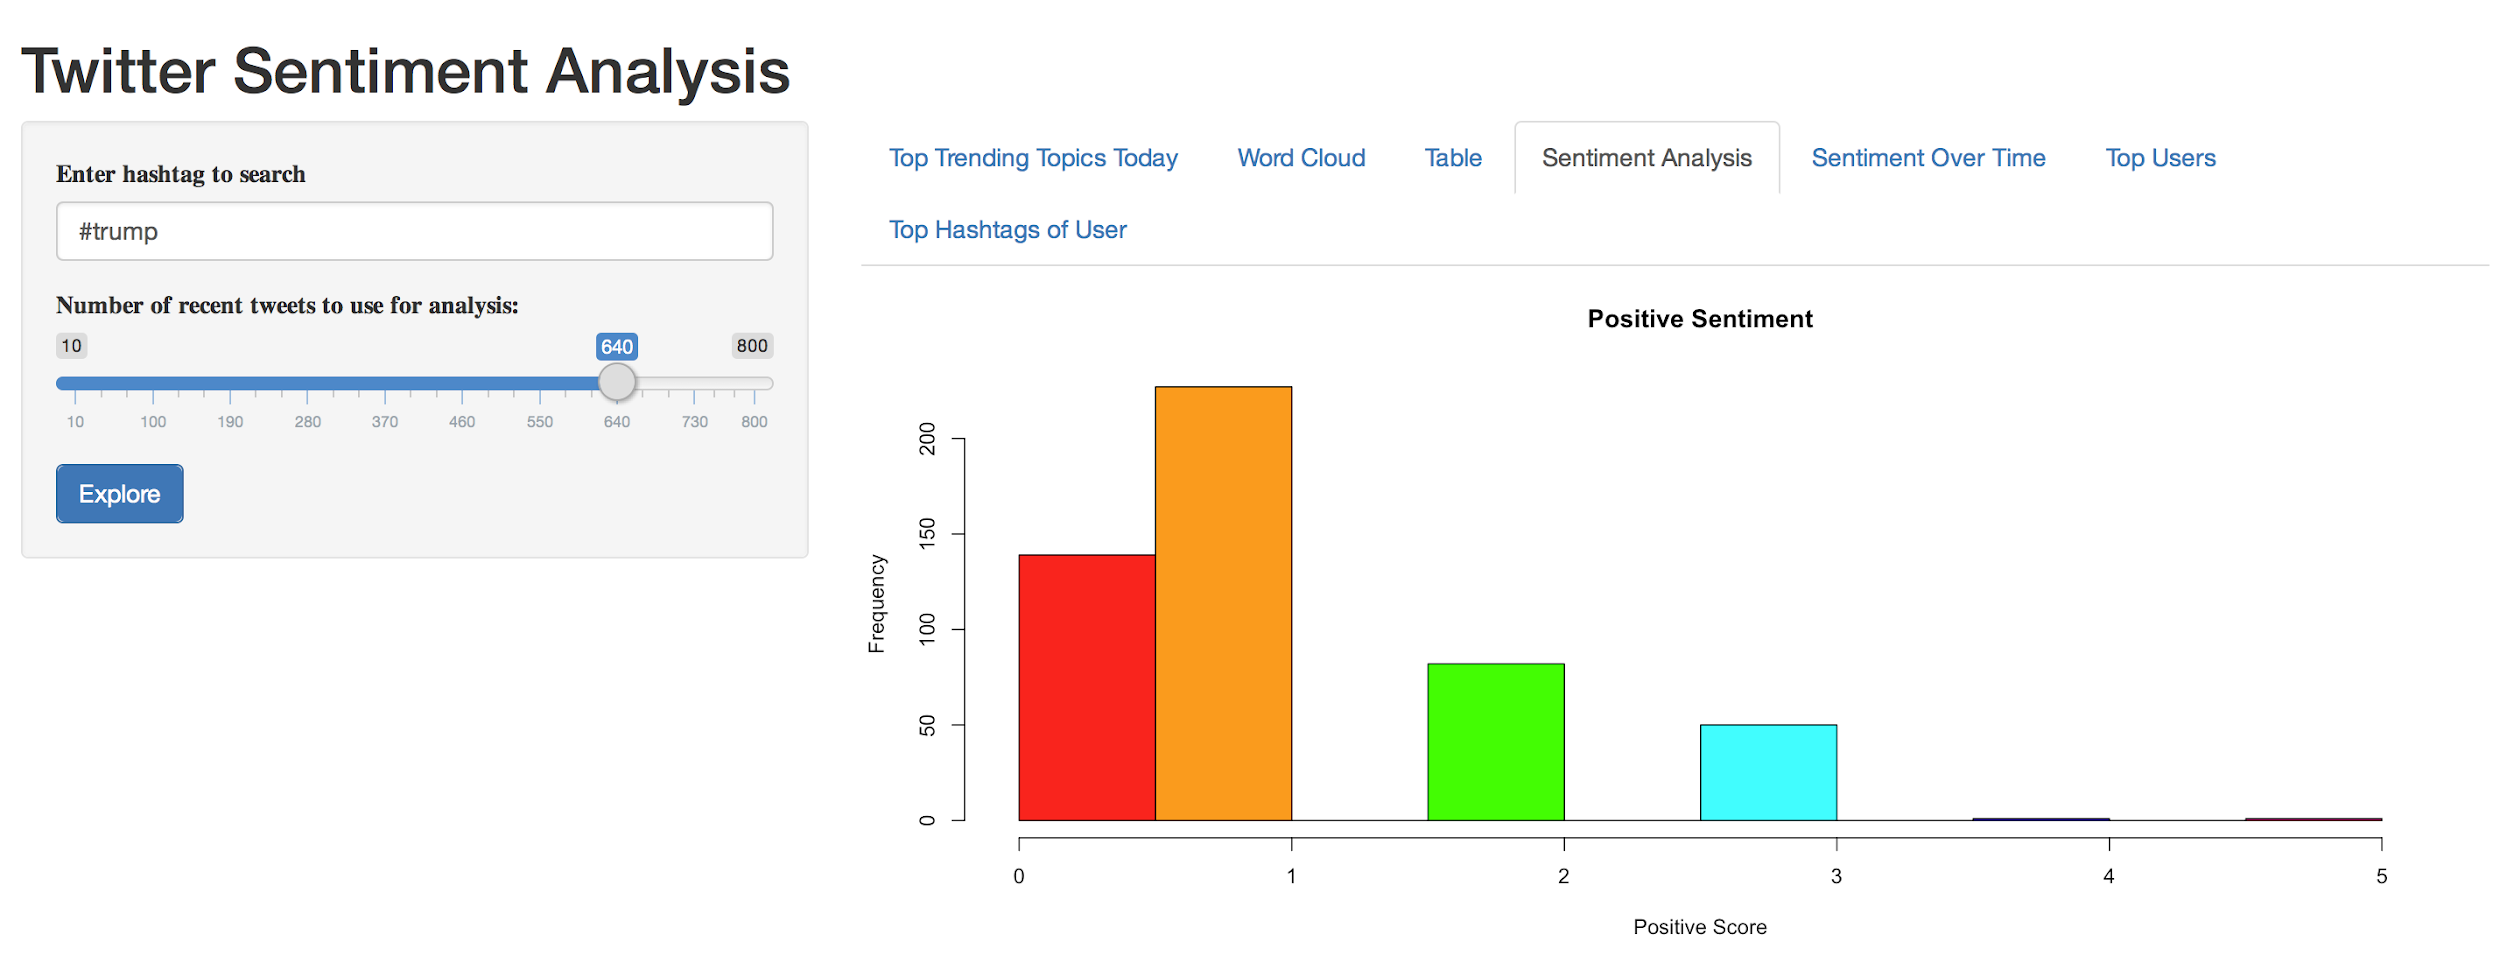 Twitter Sentiment Analysis
Enter hashtag to search
#trump
Number of recent tweets to use for analysis:
10 640 800
10 100 190 280 370 460 550 640 730 800
Explore
Top Trending Topics Today Word Cloud Table Sentiment Analysis Sentiment Over Time Top Users
Top Hashtags of User
Positive Sentiment
Frequency
200
150
100
50
0
0 1 2 3 4 5
Positive Score